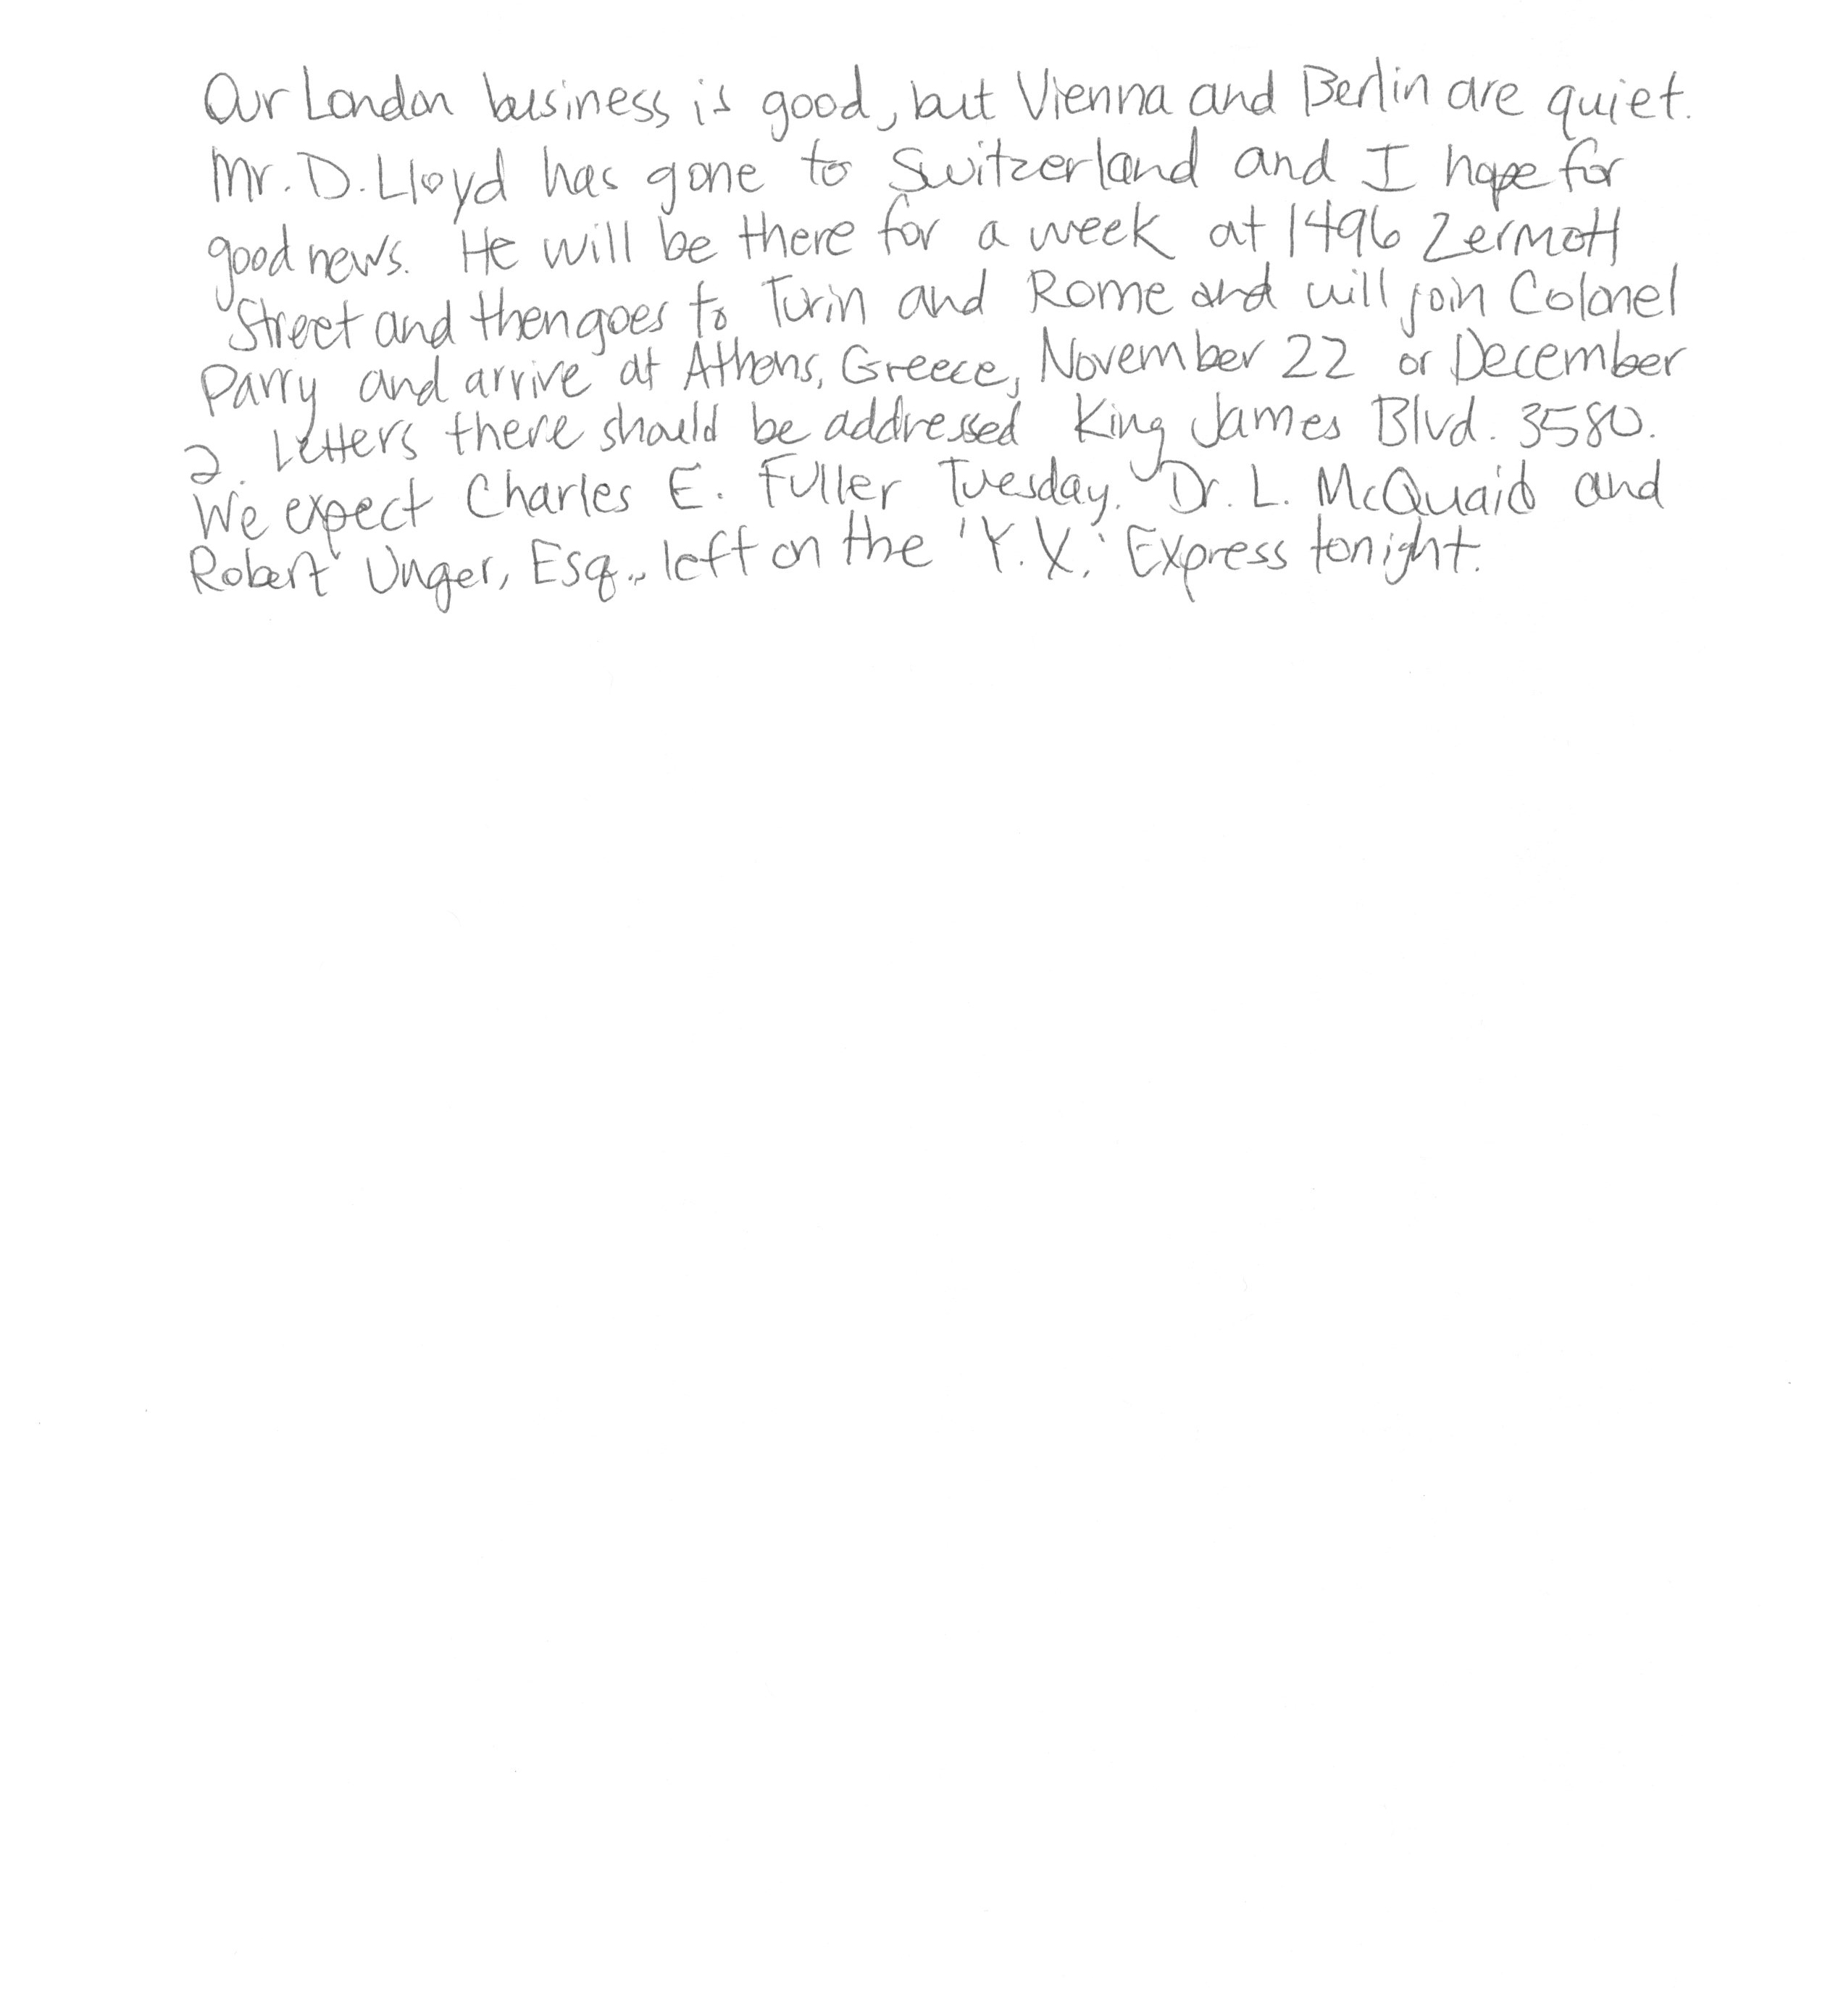 Our London business is good, but Vienna and Berlin are quiet.
Mr. D. Lloyd has gone to Switzerland and I hope for
good news. He will be there for a week at 1496 Zermott
Street and then goes to Turin and Rome and will join Colonel
Parry and arrive at Athens, Greece, November 22 or December
2. Letters there should be addressed King James Blvd. 3580.
We expect Charles E. Fuller Tuesday. Dr. L. McQuaid and
Robert Unger, Esq., left on the 'Y.X.' Express tonight.